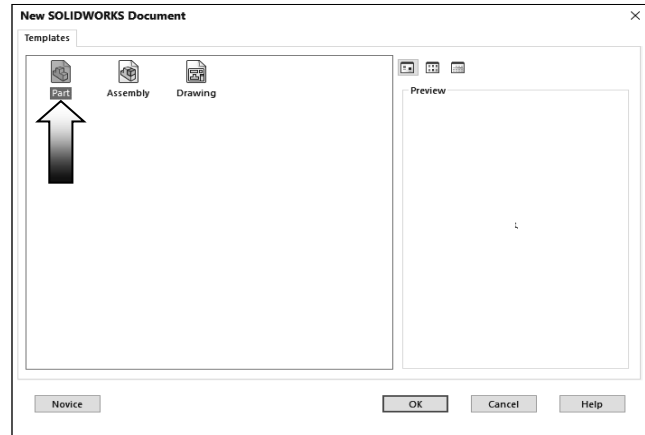 New SOLIDWORKS Document
Templates
Part Assembly Drawing
Preview
Novice OK Cancel Help